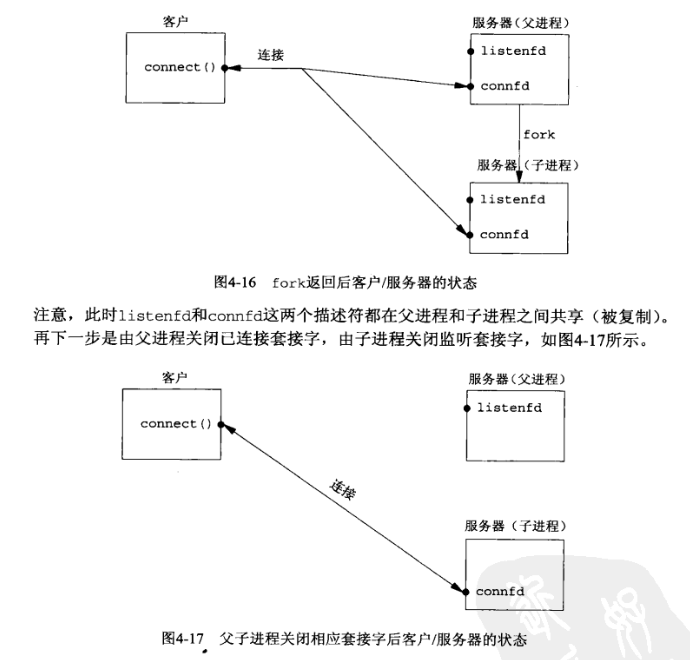 客户
服务器(父进程)
connect()
连接
listenfd
connfd
fork
服务器(子进程)
listenfd
connfd
图4-16 fork返回后客户/服务器的状态
注意，此时listenfd和connfd这两个描述符都在父进程和子进程之间共享（被复制）。
再下一步是由父进程关闭已连接套接字，由子进程关闭监听套接字，如图4-17所示。
客户
服务器(父进程)
connect()
listenfd
连接
服务器（子进程）
connfd
图4-17 父子进程关闭相应套接字后客户/服务器的状态